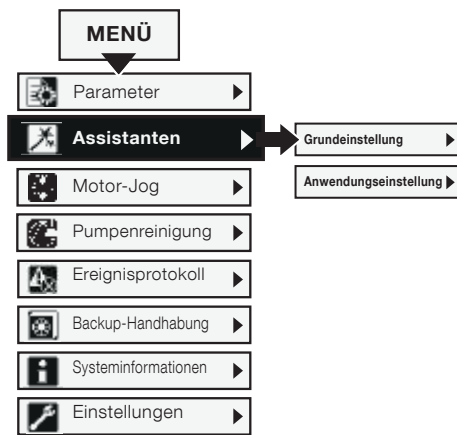 MENÜ
Parameter
Assistanten
Grundeinstellung
Anwendungseinstellung
Motor-Jog
Pumpenreinigung
Ereignisprotokoll
Backup-Handhabung
Systeminformationen
Einstellungen